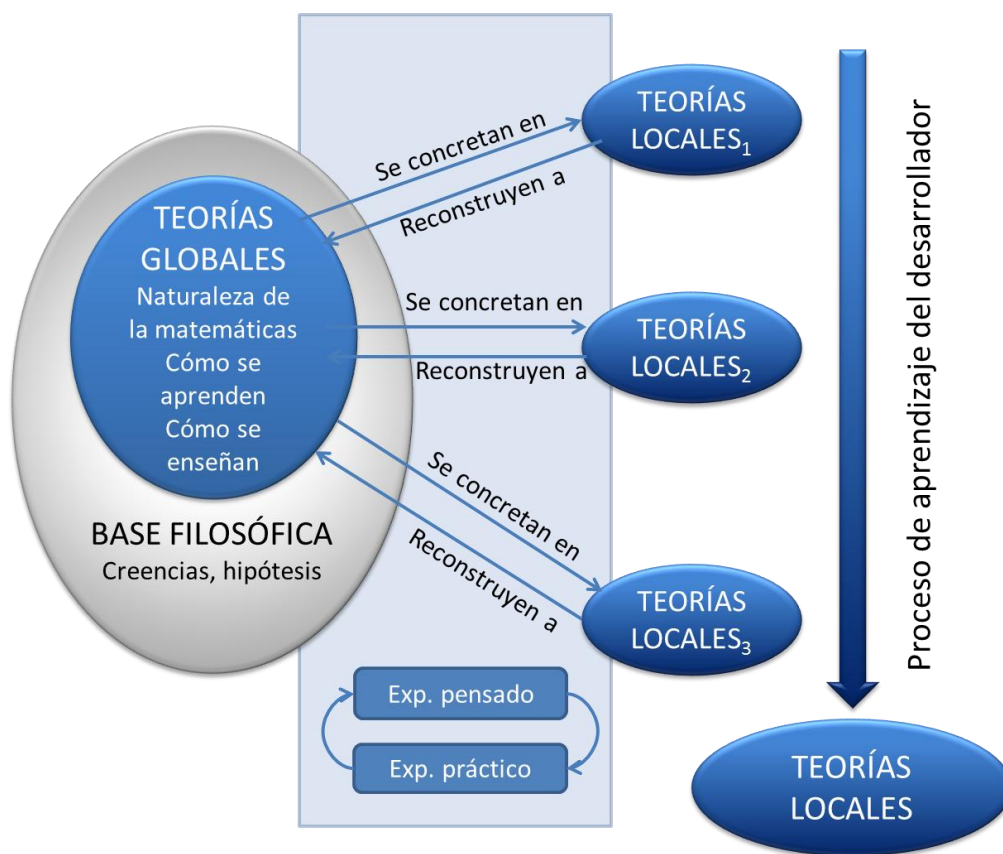 TEORÍAS
GLOBALES
Naturaleza de
la matemáticas
Cómo se
aprenden
Cómo se
enseñan
BASE FILOSÓFICA
Creencias, hipótesis
Se concretan en
Reconstruyen a
Se concretan en
Reconstruyen a
Se concretan en
Reconstruyen a
Exp. pensado
Exp. práctico
TEORÍAS
LOCALES₁
TEORÍAS
LOCALES₂
TEORÍAS
LOCALES₃
Proceso de aprendizaje del desarrollador
TEORÍAS
LOCALES